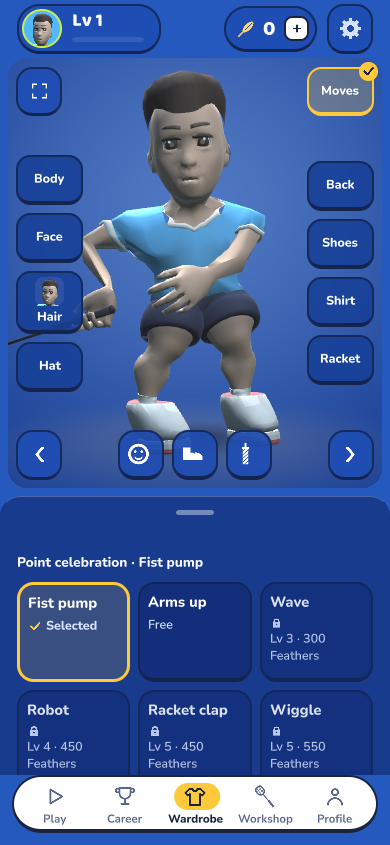 Lv 1
0
+
Moves
Body
Back
Face
Shoes
Hair
Shirt
Hat
Racket
Point celebration · Fist pump
Fist pump
Selected
Arms up
Free
Wave
Lv 3 · 300
Feathers
Robot
Lv 4 · 450
Feathers
Racket clap
Lv 5 · 450
Feathers
Wiggle
Lv 5 · 550
Feathers
Play
Career
Wardrobe
Workshop
Profile